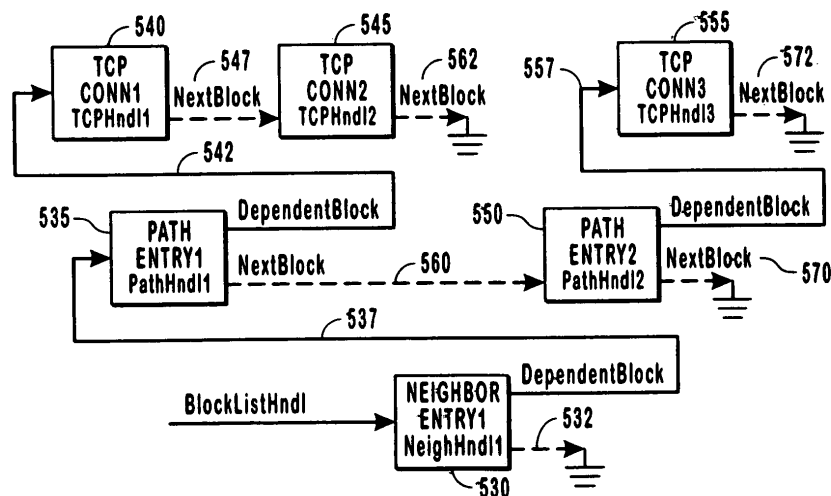 540
TCP
CONN1
TCPHndl1
547
NextBlock
545
TCP
CONN2
TCPHndl2
562
NextBlock
555
557
TCP
CONN3
TCPHndl3
572
NextBlock
542
535
DependentBlock
PATH
ENTRY1
PathHndl1
NextBlock
560
550
DependentBlock
PATH
ENTRY2
PathHndl2
NextBlock
570
537
DependentBlock
BlockListHndl
NEIGHBOR
ENTRY1
NeighHndl1
532
530